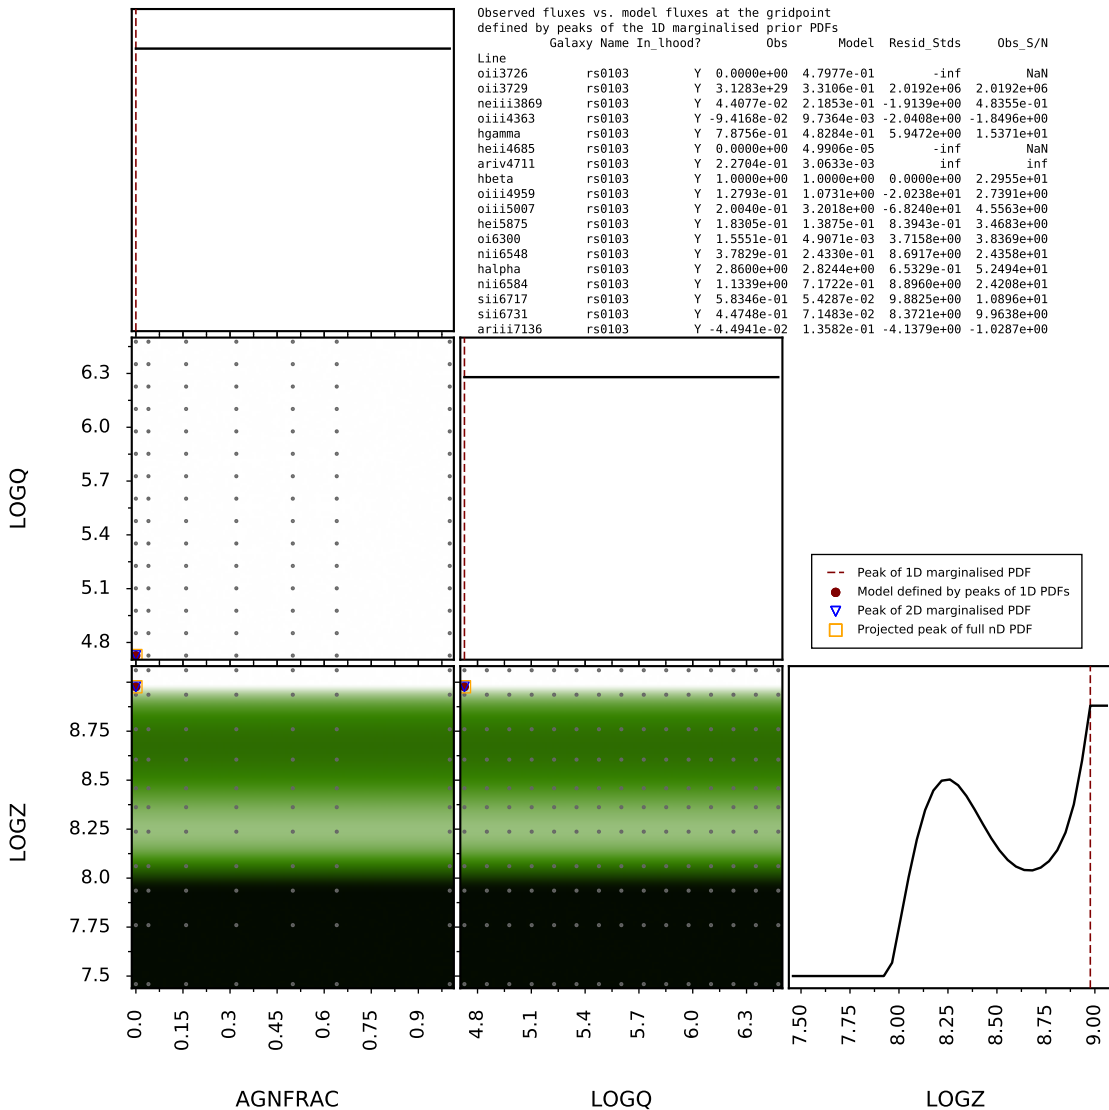 Observed fluxes vs. model fluxes at the gridpoint
defined by peaks of the 1D marginalised prior PDFs
Galaxy Name In_lhood? Obs Model Resid_Stds Obs_S/N
Line
oii3726 rs0103 Y 0.0000e+00 4.7977e-01 -inf NaN
oii3729 rs0103 Y 3.1283e+29 3.3106e-01 2.0192e+06 2.0192e+06
neiii3869 rs0103 Y 4.4077e-02 2.1853e-01 -1.9139e+00 4.8355e-01
oiii4363 rs0103 Y -9.4168e-02 9.7364e-03 -2.0408e+00 -1.8496e+00
hgamma rs0103 Y 7.8756e-01 4.8284e-01 5.9472e+00 1.5371e+01
heii4685 rs0103 Y 0.0000e+00 4.9906e-05 -inf NaN
ariv4711 rs0103 Y 2.2704e-01 3.0633e-03 inf inf
hbeta rs0103 Y 1.0000e+00 1.0000e+00 0.0000e+00 2.2955e+01
oiii4959 rs0103 Y 1.2793e-01 1.0731e+00 -2.0238e+01 2.7391e+00
oiii5007 rs0103 Y 2.0040e-01 3.2018e+00 -6.8240e+01 4.5563e+00
hei5875 rs0103 Y 1.8305e-01 1.3875e-01 8.3943e-01 3.4683e+00
oi6300 rs0103 Y 1.5551e-01 4.9071e-03 3.7158e+00 3.8369e+00
nii6548 rs0103 Y 3.7829e-01 2.4330e-01 8.6917e+00 2.4358e+01
halpha rs0103 Y 2.8600e+00 2.8244e+00 6.5329e-01 5.2494e+01
nii6584 rs0103 Y 1.1339e+00 7.1722e-01 8.8960e+00 2.4208e+01
sii6717 rs0103 Y 5.8346e-01 5.4287e-02 9.8825e+00 1.0896e+01
sii6731 rs0103 Y 4.4748e-01 7.1483e-02 8.3721e+00 9.9638e+00
ariii7136 rs0103 Y -4.4941e-02 1.3582e-01 -4.1379e+00 -1.0287e+00
6.3
6.0
5.7
5.4
5.1
4.8
LOGQ
Peak of 1D marginalised PDF
Model defined by peaks of 1D PDFs
Peak of 2D marginalised PDF
Projected peak of full nD PDF
8.75
8.5
8.25
8.0
7.75
7.5
LOGZ
0.0 0.15 0.3 0.45 0.6 0.75 0.9
4.8 5.1 5.4 5.7 6.0 6.3
7.50 7.75 8.00 8.25 8.50 8.75 9.00
AGNFRAC LOGQ LOGZ